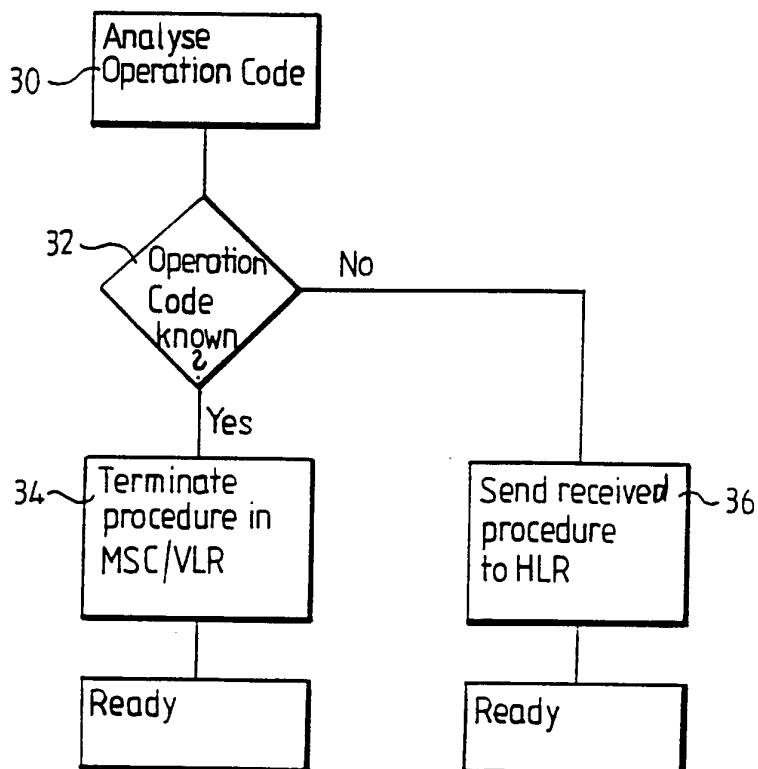 Analyse
Operation Code
30
32
Operation
Code
known
?
No
Yes
34
Terminate
procedure in
MSC/VLR
Send received
procedure
to HLR
36
Ready
Ready